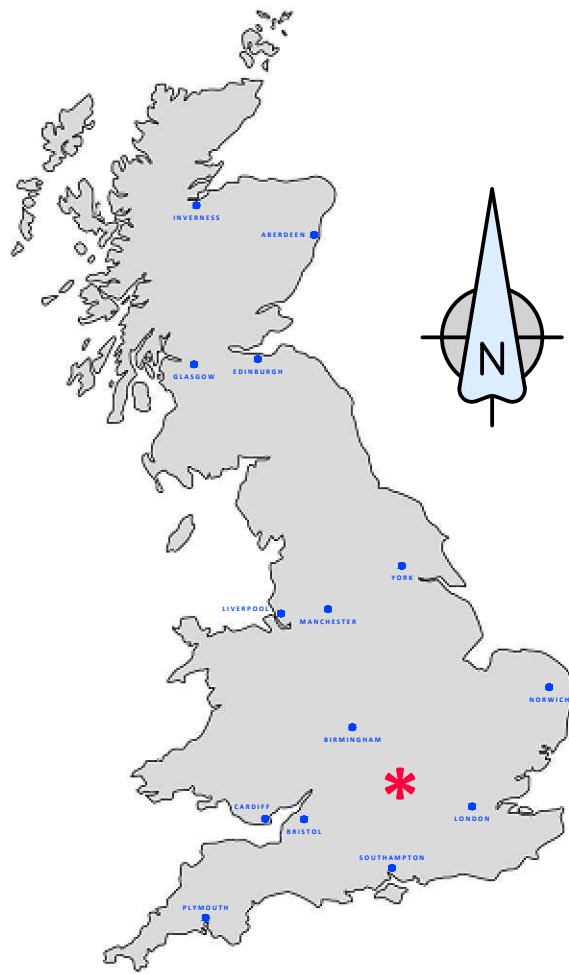 INVERNESS
ABERDEEN
N
EDINBURGH
GLASGOW
YORK
LIVERPOOL
MANCHESTER
NORWICH
BIRMINGHAM
CARDIFF
LONDON
BRISTOL
SOUTHAMPTON
PLYMOUTH